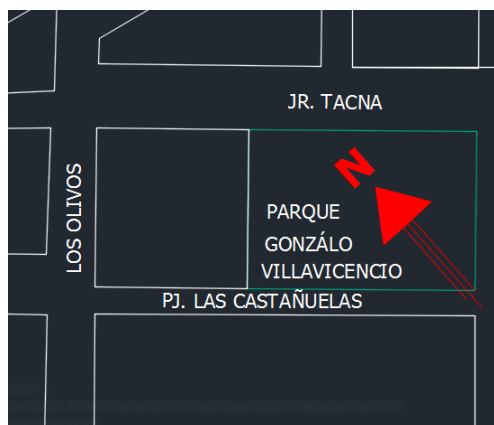 JR. TACNA
LOS OLIVOS
N
PARQUE
GONZÁLO
VILLAVICENCIO
PJ. LAS CASTAÑUELAS